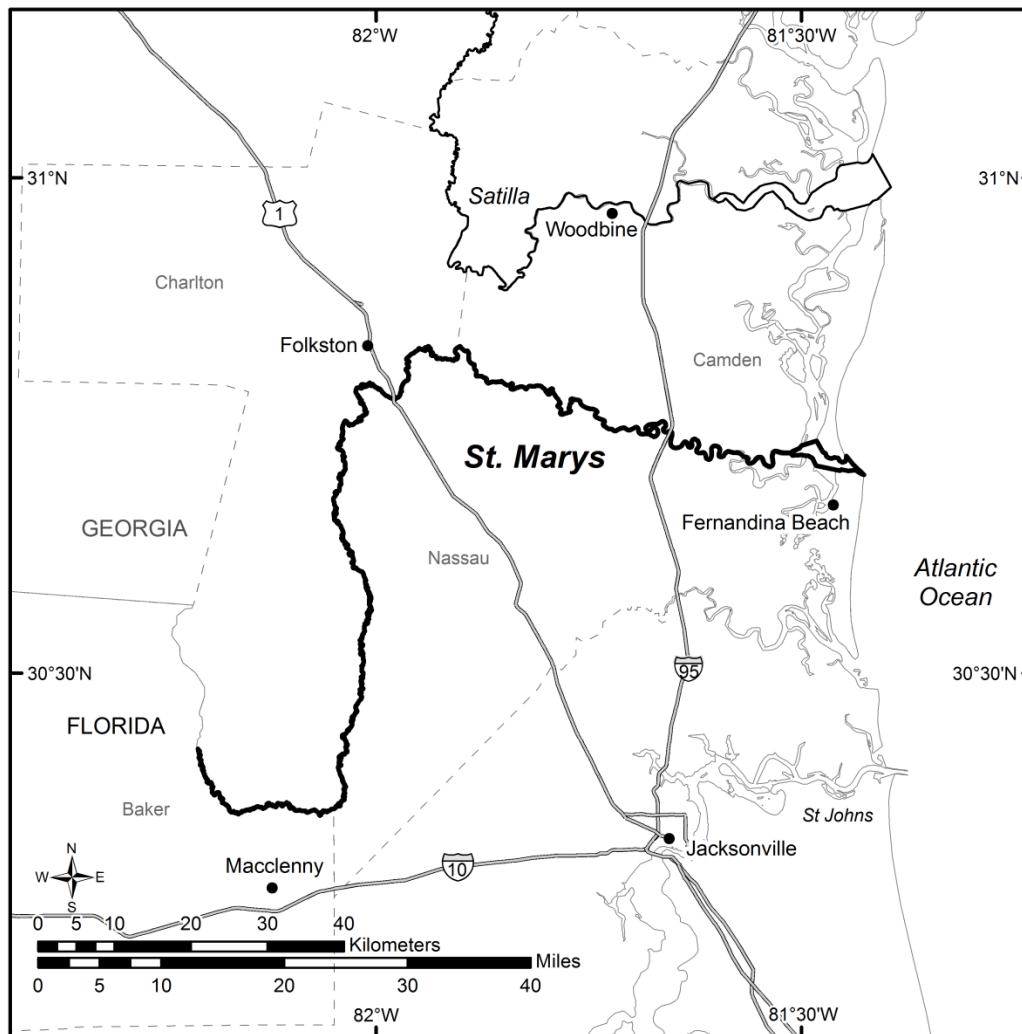 82°W
81°30'W
31°N
31°N
Satilla
1
Woodbine
Charlton
Folkston
Camden
St. Marys
Fernandina Beach
GEORGIA
Nassau
Atlantic
Ocean
30°30'N
30°30'N
95
FLORIDA
Baker
St Johns
Jacksonville
Macclenny
10
N
W E
S
0 5 10 20 30 40
Kilometers
Miles
0 5 10 20 30 40
82°W
81°30'W